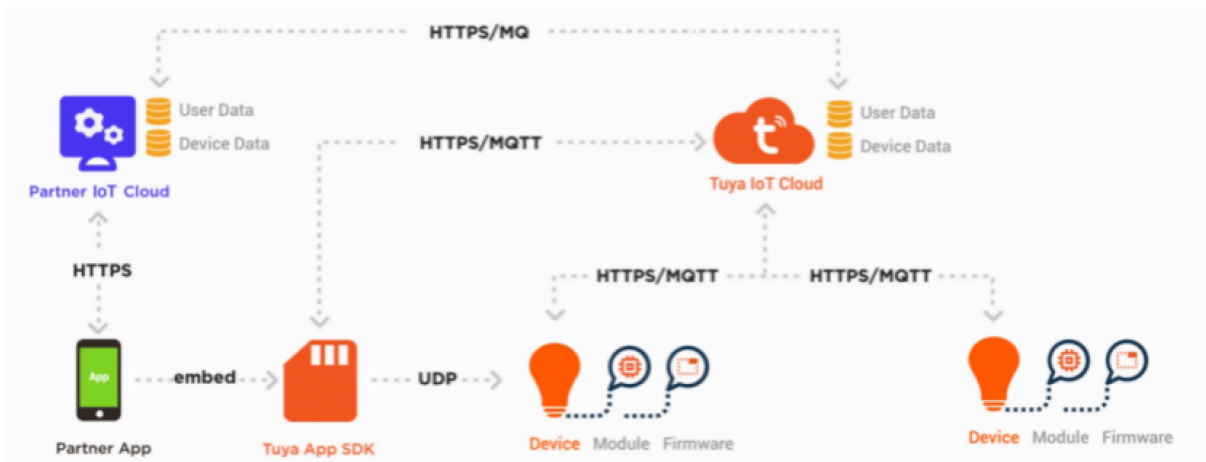 HTTPS/MQ
User Data
Device Data
Partner IoT Cloud
HTTPS/MQTT
t
User Data
Device Data
Tuya IoT Cloud
HTTPS
HTTPS/MQTT
HTTPS/MQTT
App
embed
UDP
Partner App
Tuya App SDK
Device Module Firmware
Device Module Firmware